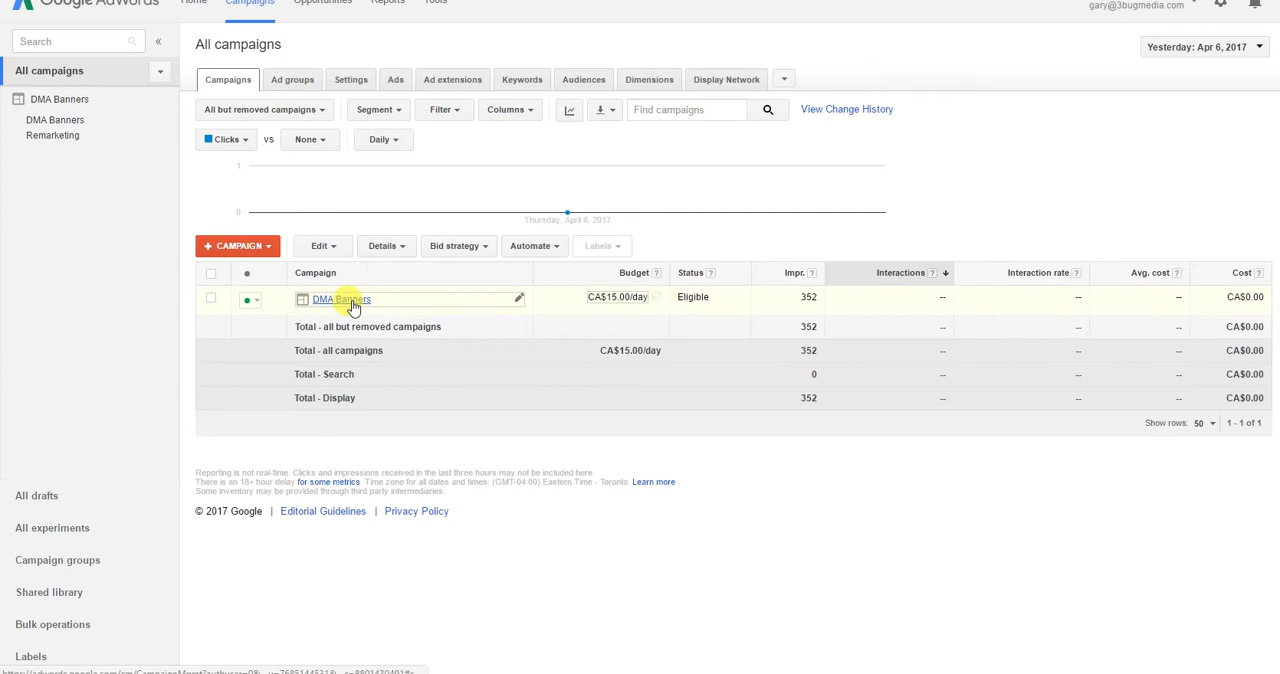 Google AdWords
Home Campaigns Opportunities Reports Tools
gary@3bugmedia.com
Search
«
All campaigns
Yesterday: Apr 6, 2017
All campaigns
DMA Banners
DMA Banners
Remarketing
Campaigns Ad groups Settings Ads Ad extensions Keywords Audiences Dimensions Display Network
All but removed campaigns Segment Filter Columns Find campaigns View Change History
Clicks vs None Daily
1
0
Thursday, April 6, 2017
+ CAMPAIGN Edit Details Bid strategy Automate Labels
Campaign Budget ? Status ? Impr. ? Interactions ? Interaction rate ? Avg. cost ? Cost ?
DMA Banners CA$15.00/day Eligible 352 -- -- -- CA$0.00
Total - all but removed campaigns 352 -- -- -- CA$0.00
Total - all campaigns CA$15.00/day 352 -- -- -- CA$0.00
Total - Search 0 -- -- -- CA$0.00
Total - Display 352 -- -- -- CA$0.00
Show rows: 50 1 - 1 of 1
Reporting is not real-time. Clicks and impressions received in the last three hours may not be included here.
There is an 18+ hour delay for some metrics. Time zone for all dates and times: (GMT-04:00) Eastern Time - Toronto. Learn more
Some inventory may be provided through third party intermediaries.
© 2017 Google | Editorial Guidelines | Privacy Policy
All drafts
All experiments
Campaign groups
Shared library
Bulk operations
Labels